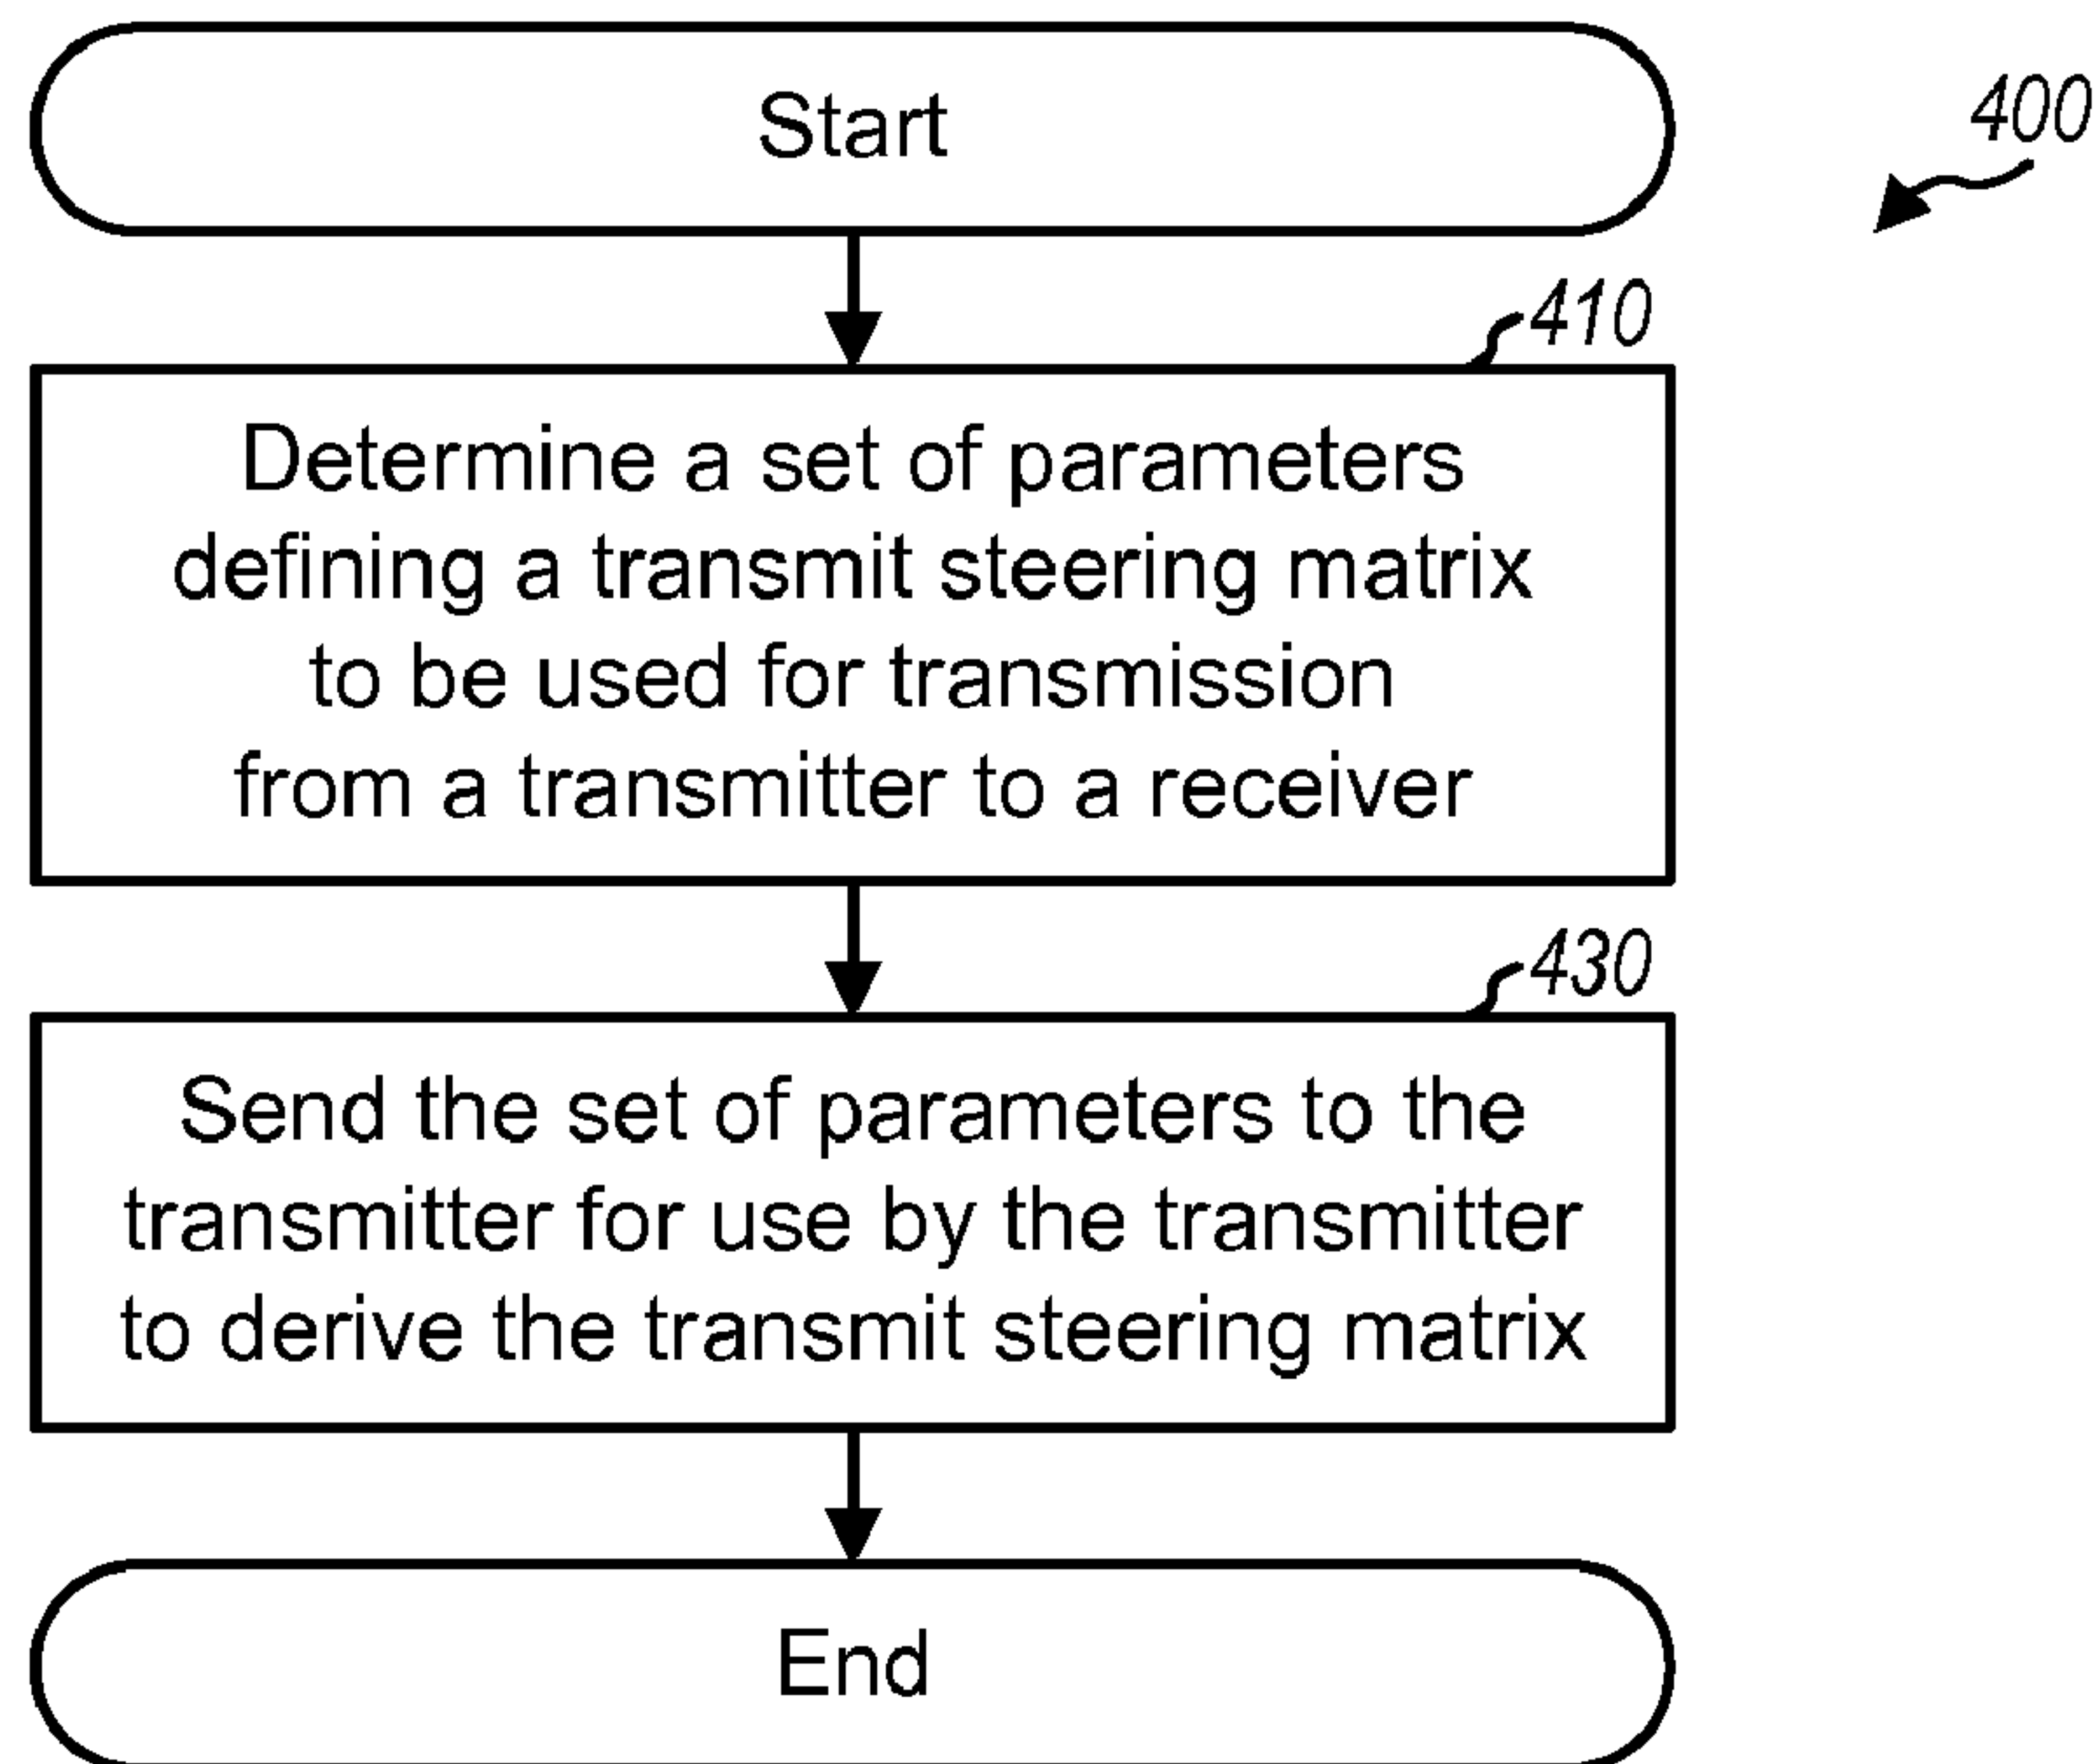 Start
400
410
Determine a set of parameters
defining a transmit steering matrix
to be used for transmission
from a transmitter to a receiver
430
Send the set of parameters to the
transmitter for use by the transmitter
to derive the transmit steering matrix
End